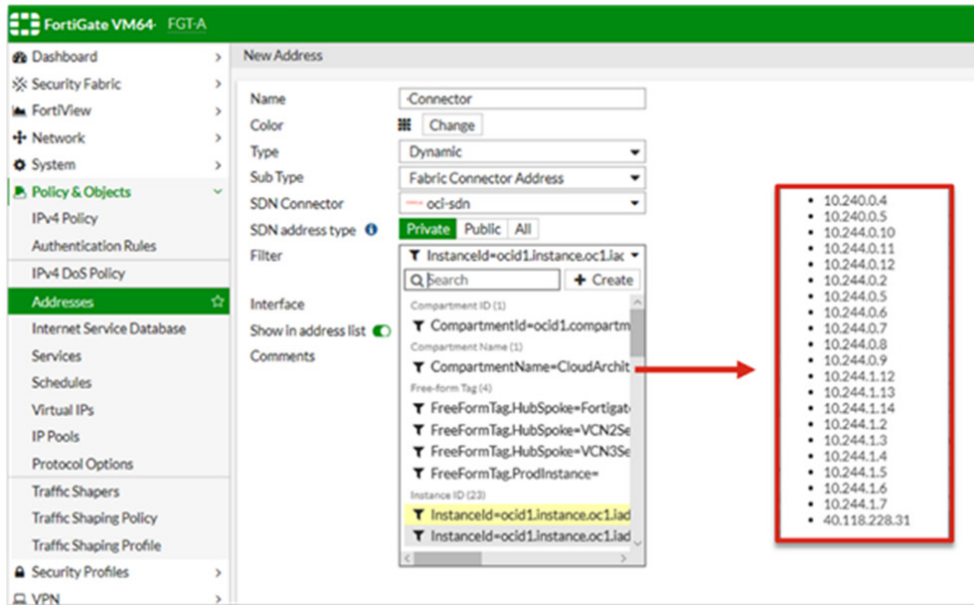 FortiGate VM64- FGT-A
Dashboard
Security Fabric
FortiView
Network
System
Policy & Objects
IPv4 Policy
Authentication Rules
IPv4 DoS Policy
Addresses
Internet Service Database
Services
Schedules
Virtual IPs
IP Pools
Protocol Options
Traffic Shapers
Traffic Shaping Policy
Traffic Shaping Profile
Security Profiles
VPN
New Address
Name -Connector
Color Change
Type Dynamic
Sub Type Fabric Connector Address
SDN Connector oci-sdn
SDN address type Private Public All
Filter InstanceId=ocid1.instance.oc1.iac
Search + Create
Interface
Show in address list
Comments
Compartment ID (1)
CompartmentId=ocid1.compartm
Compartment Name (1)
CompartmentName=CloudArchit
Free-form Tag (4)
FreeFormTag.HubSpoke=Fortigat
FreeFormTag.HubSpoke=VCN2Se
FreeFormTag.HubSpoke=VCN3Se
FreeFormTag.ProdInstance=
Instance ID (23)
InstanceId=ocid1.instance.oc1.iad
InstanceId=ocid1.instance.oc1.iad
• 10.240.0.4
• 10.240.0.5
• 10.244.0.10
• 10.244.0.11
• 10.244.0.12
• 10.244.0.2
• 10.244.0.5
• 10.244.0.6
• 10.244.0.7
• 10.244.0.8
• 10.244.0.9
• 10.244.1.12
• 10.244.1.13
• 10.244.1.14
• 10.244.1.2
• 10.244.1.3
• 10.244.1.4
• 10.244.1.5
• 10.244.1.6
• 10.244.1.7
• 40.118.228.31